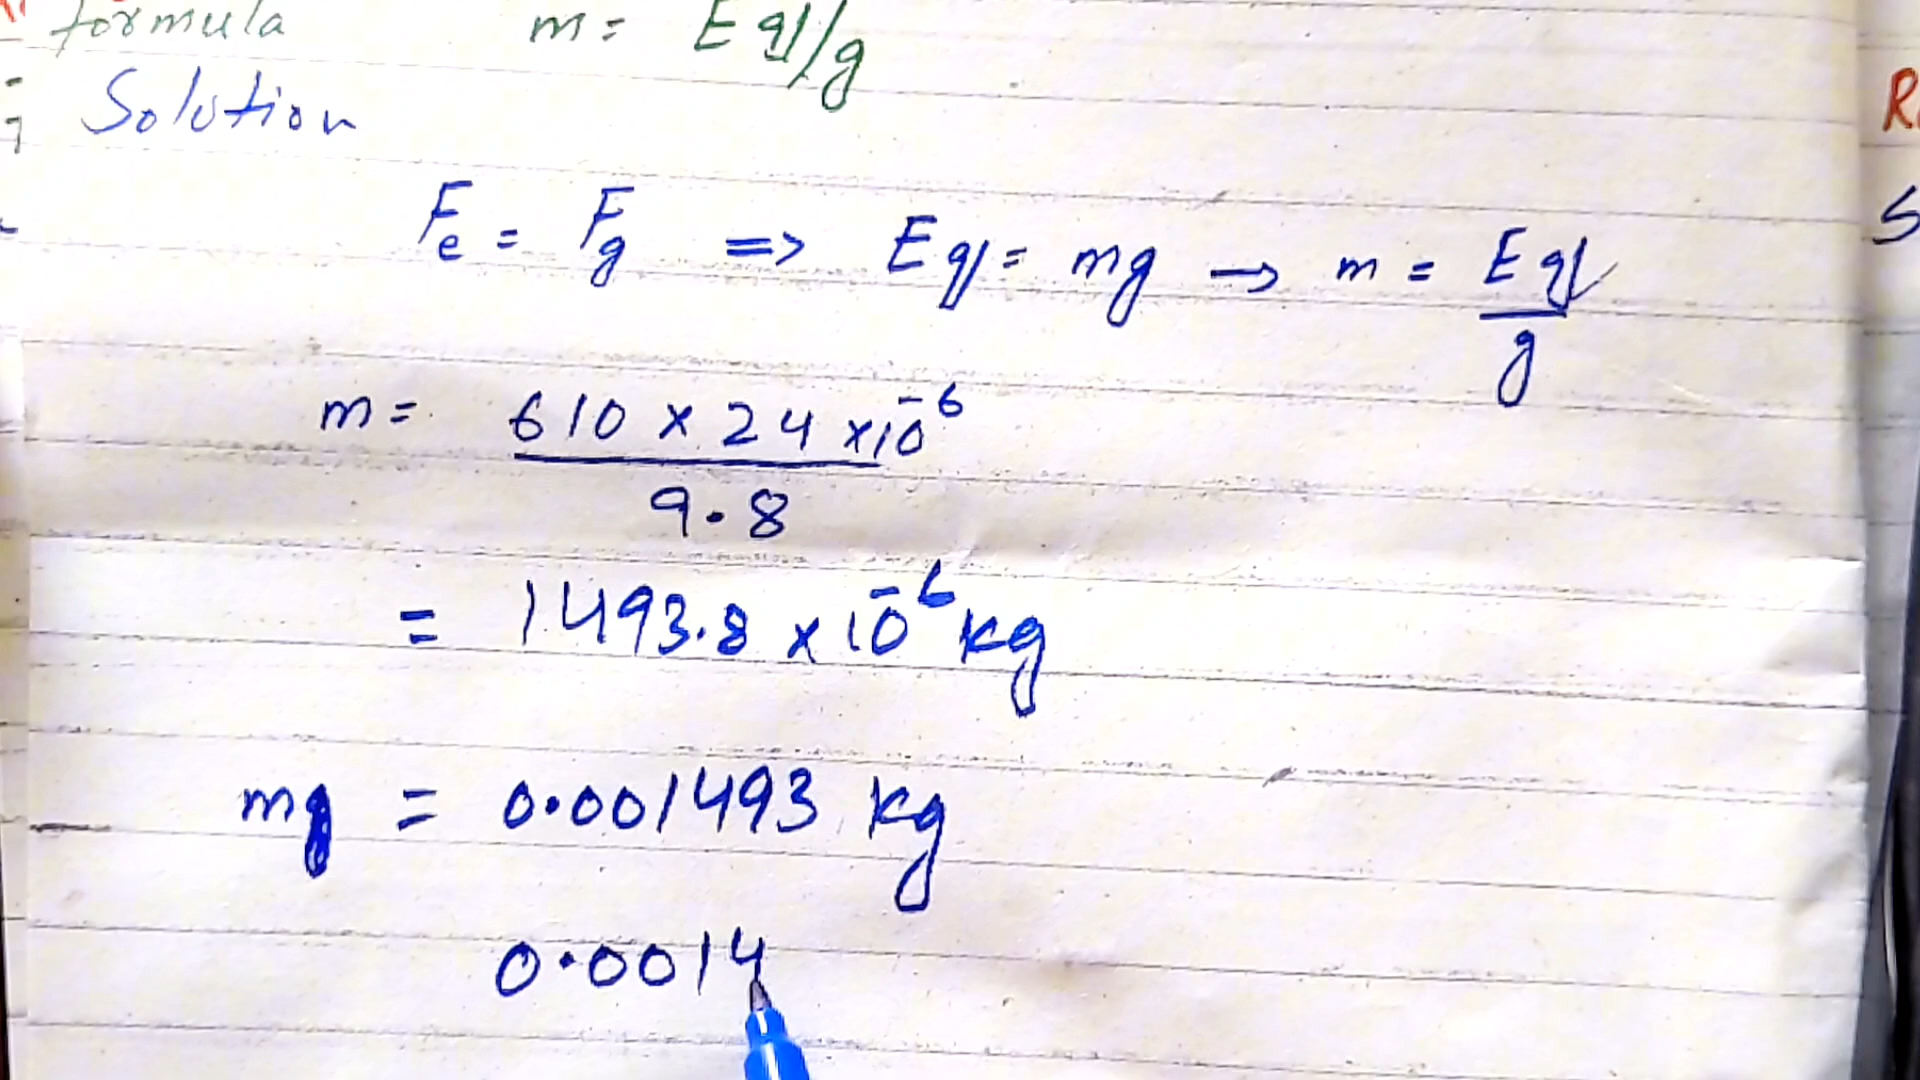 formula m = Eq/g
Solution
Fe = Fg => Eq = mg → m = Eq/g
m = 610 × 24 × 10⁻⁶
9.8
= 1493.8 × 10⁻⁶ kg
m = 0.001493 kg
0.0014